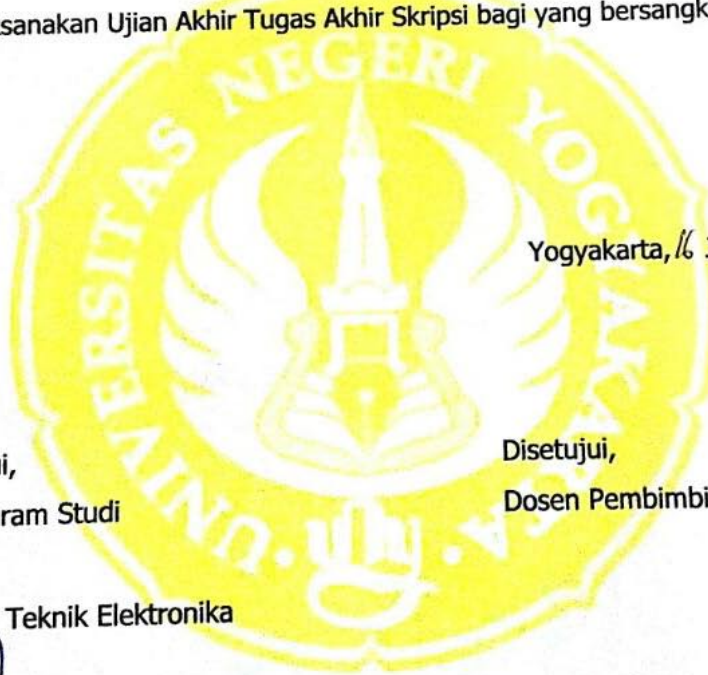 sanakan Ujian Akhir Tugas Akhir Skripsi bagi yang bersangk
UNIVERSITAS NEGERI YOGYAKARTA
Yogyakarta, 16
i,
Disetujui,
ram Studi
Dosen Pembimbi
Teknik Elektronika